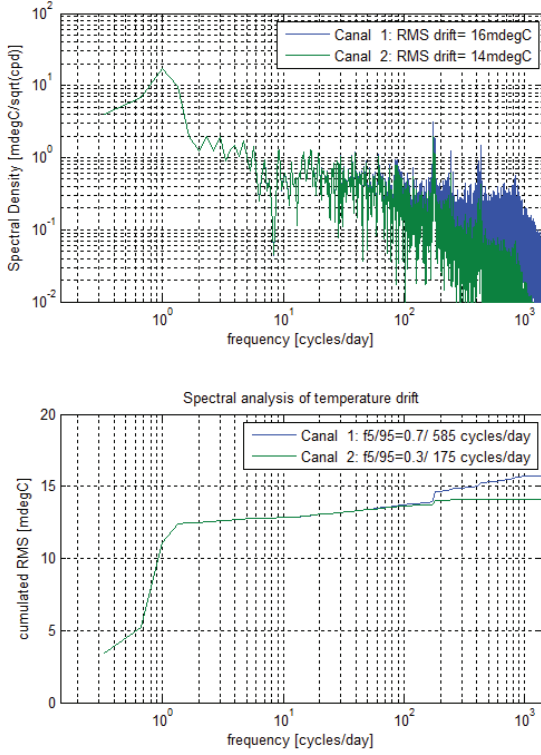 Canal 1: RMS drift= 16mdegC
Canal 2: RMS drift= 14mdegC
Spectral Density [mdegC/sqrt(cpd)]
10^2
10^1
10^0
10^-1
10^-2
10^0 10^1 10^2 10^3
frequency [cycles/day]
Spectral analysis of temperature drift
Canal 1: f5/95=0.7/ 585 cycles/day
Canal 2: f5/95=0.3/ 175 cycles/day
cumulated RMS [mdegC]
20
15
10
5
0
10^0 10^1 10^2 10^3
frequency [cycles/day]